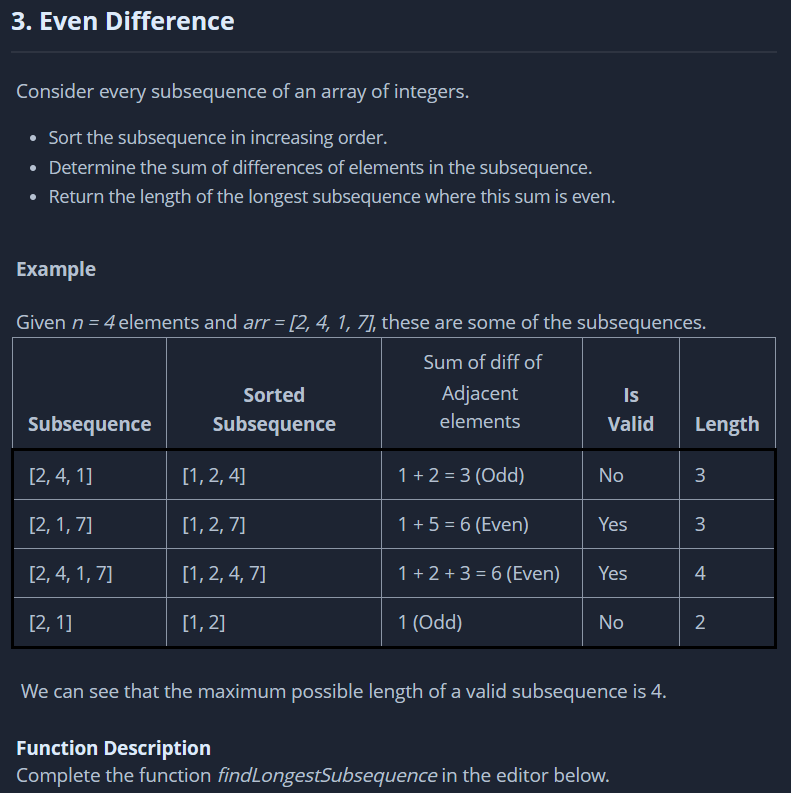 3. Even Difference
Consider every subsequence of an array of integers.
• Sort the subsequence in increasing order.
• Determine the sum of differences of elements in the subsequence.
• Return the length of the longest subsequence where this sum is even.
Example
Given n = 4 elements and arr = [2, 4, 1, 7], these are some of the subsequences.
Subsequence Sorted Subsequence Sum of diff of Adjacent elements Is Valid Length
[2, 4, 1] [1, 2, 4] 1 + 2 = 3 (Odd) No 3
[2, 1, 7] [1, 2, 7] 1 + 5 = 6 (Even) Yes 3
[2, 4, 1, 7] [1, 2, 4, 7] 1 + 2 + 3 = 6 (Even) Yes 4
[2, 1] [1, 2] 1 (Odd) No 2
We can see that the maximum possible length of a valid subsequence is 4.
Function Description
Complete the function findLongestSubsequence in the editor below.